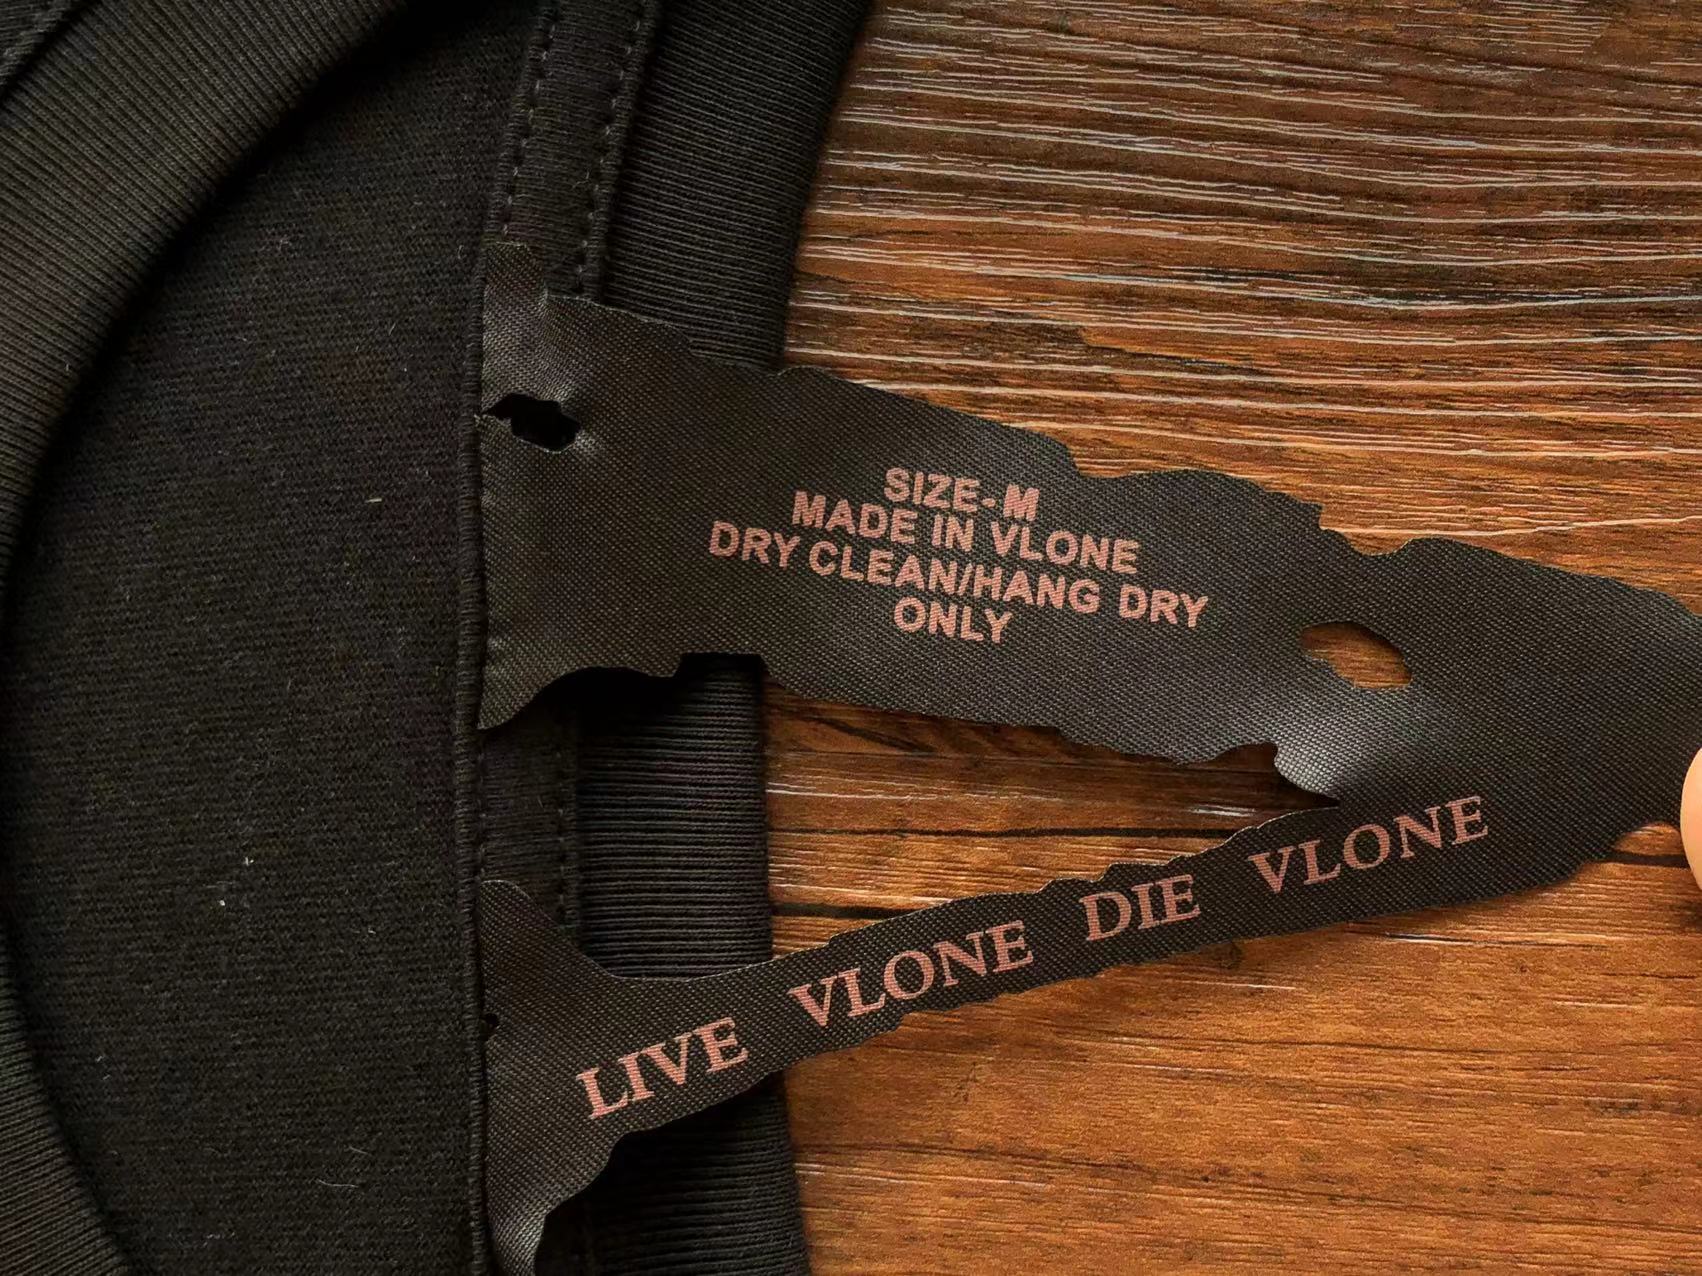 SIZE-M
MADE IN VLONE
DRY CLEAN/HANG DRY
ONLY
LIVE VLONE DIE VLONE